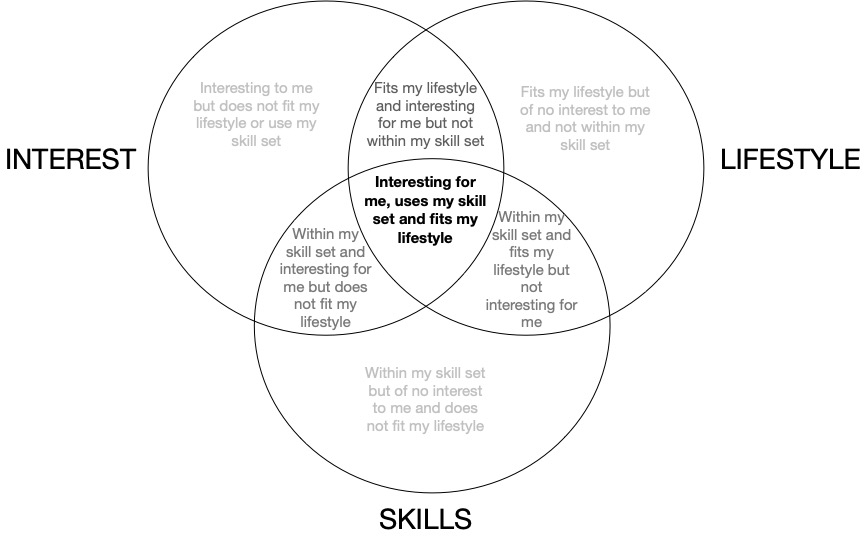 Interesting to me
but does not fit my
lifestyle or use my
skill set
Fits my lifestyle
and interesting
for me but not
within my skill set
Fits my lifestyle but
of no interest to me
and not within my
skill set
INTEREST
LIFESTYLE
Interesting for
me, uses my skill
set and fits my
lifestyle
Within my
skill set and
interesting for
me but does
not fit my
lifestyle
Within my
skill set and
fits my
lifestyle but
not
interesting for
me
Within my skill set
but of no interest
to me and does
not fit my lifestyle
SKILLS